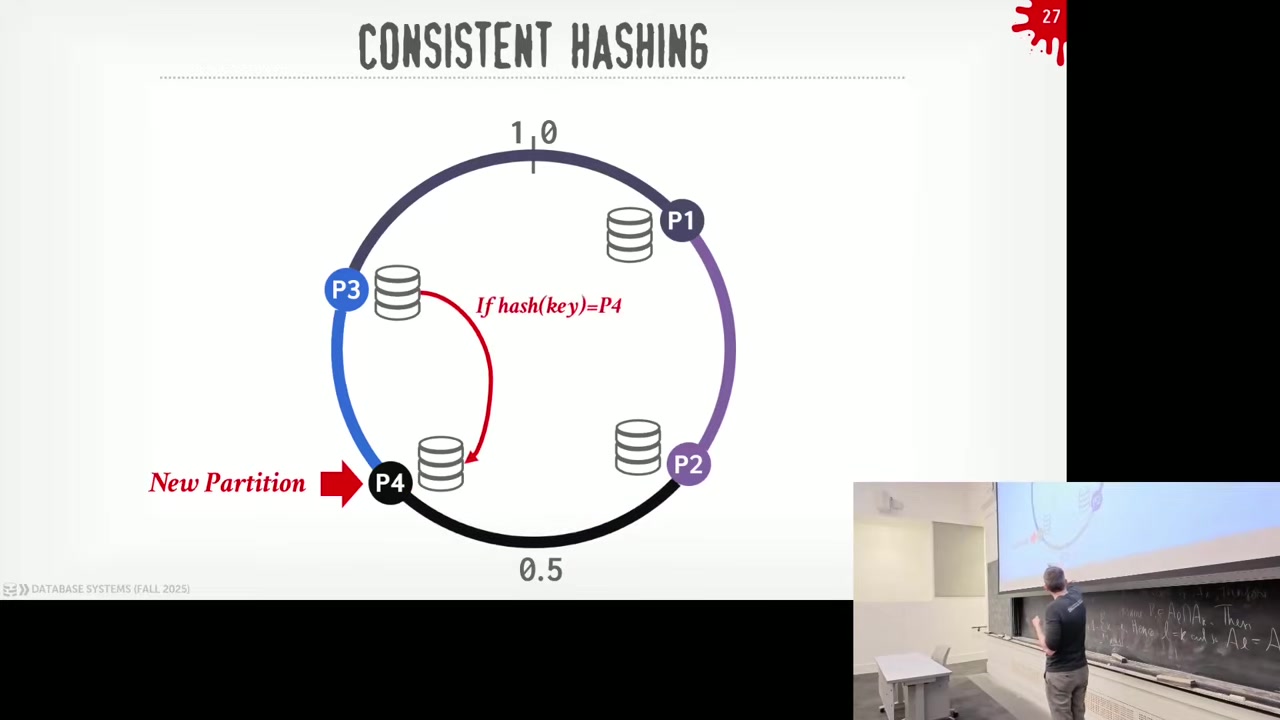 CONSISTENT HASHING
27
1.0
P1
P3
If hash(key)=P4
P2
New Partition
P4
0.5
DATABASE SYSTEMS (FALL 2025)
Then